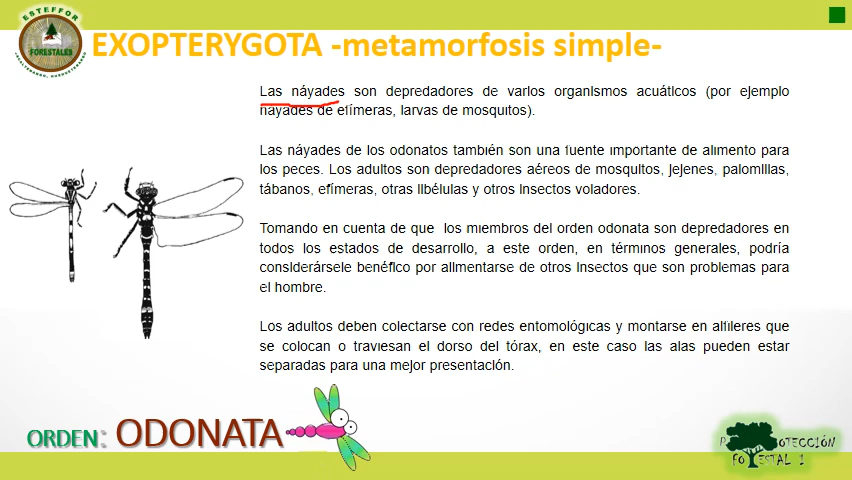 ESTEFFOR
FORESTALES
JACALTENANGO, HUEHUETENANGO
EXOPTERYGOTA -metamorfosis simple-
Las náyades son depredadores de varios organismos acuáticos (por ejemplo
náyades de efímeras, larvas de mosquitos).
Las náyades de los odonatos también son una fuente importante de alimento para
los peces. Los adultos son depredadores aéreos de mosquitos, jejenes, palomillas,
tábanos, efímeras, otras libélulas y otros insectos voladores.
Tomando en cuenta de que los miembros del orden odonata son depredadores en
todos los estados de desarrollo, a este orden, en términos generales, podría
considerársele benéfico por alimentarse de otros insectos que son problemas para
el hombre.
Los adultos deben colectarse con redes entomológicas y montarse en alfileres que
se colocan o traviesan el dorso del tórax, en este caso las alas pueden estar
separadas para una mejor presentación.
ORDEN: ODONATA
OTECCIÓN
FO ESTAL 1